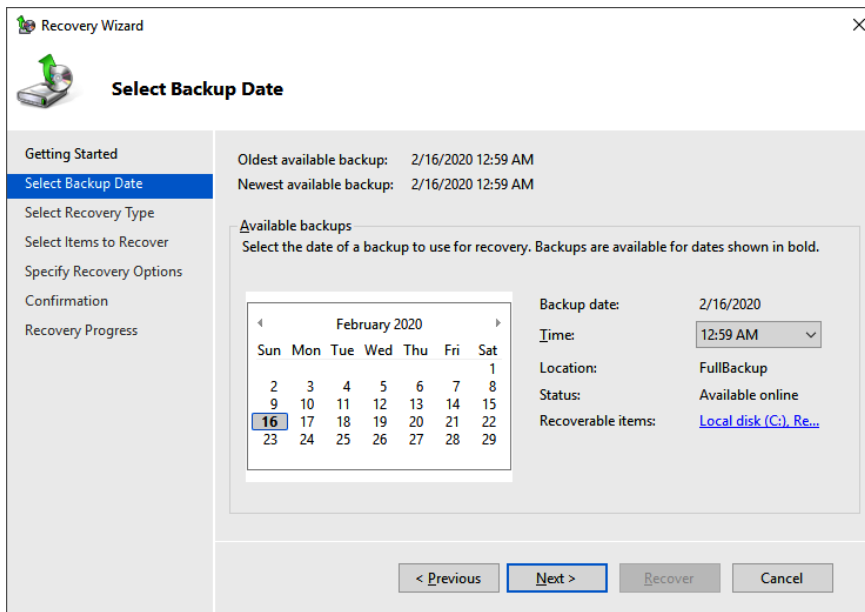 Recovery Wizard
Select Backup Date
Getting Started
Select Backup Date
Select Recovery Type
Select Items to Recover
Specify Recovery Options
Confirmation
Recovery Progress
Oldest available backup: 2/16/2020 12:59 AM
Newest available backup: 2/16/2020 12:59 AM
Available backups
Select the date of a backup to use for recovery. Backups are available for dates shown in bold.
February 2020
Sun Mon Tue Wed Thu Fri Sat
1
2 3 4 5 6 7 8
9 10 11 12 13 14 15
16 17 18 19 20 21 22
23 24 25 26 27 28 29
Backup date: 2/16/2020
Time: 12:59 AM
Location: FullBackup
Status: Available online
Recoverable items: Local disk (C:), Re...
< Previous Next > Recover Cancel